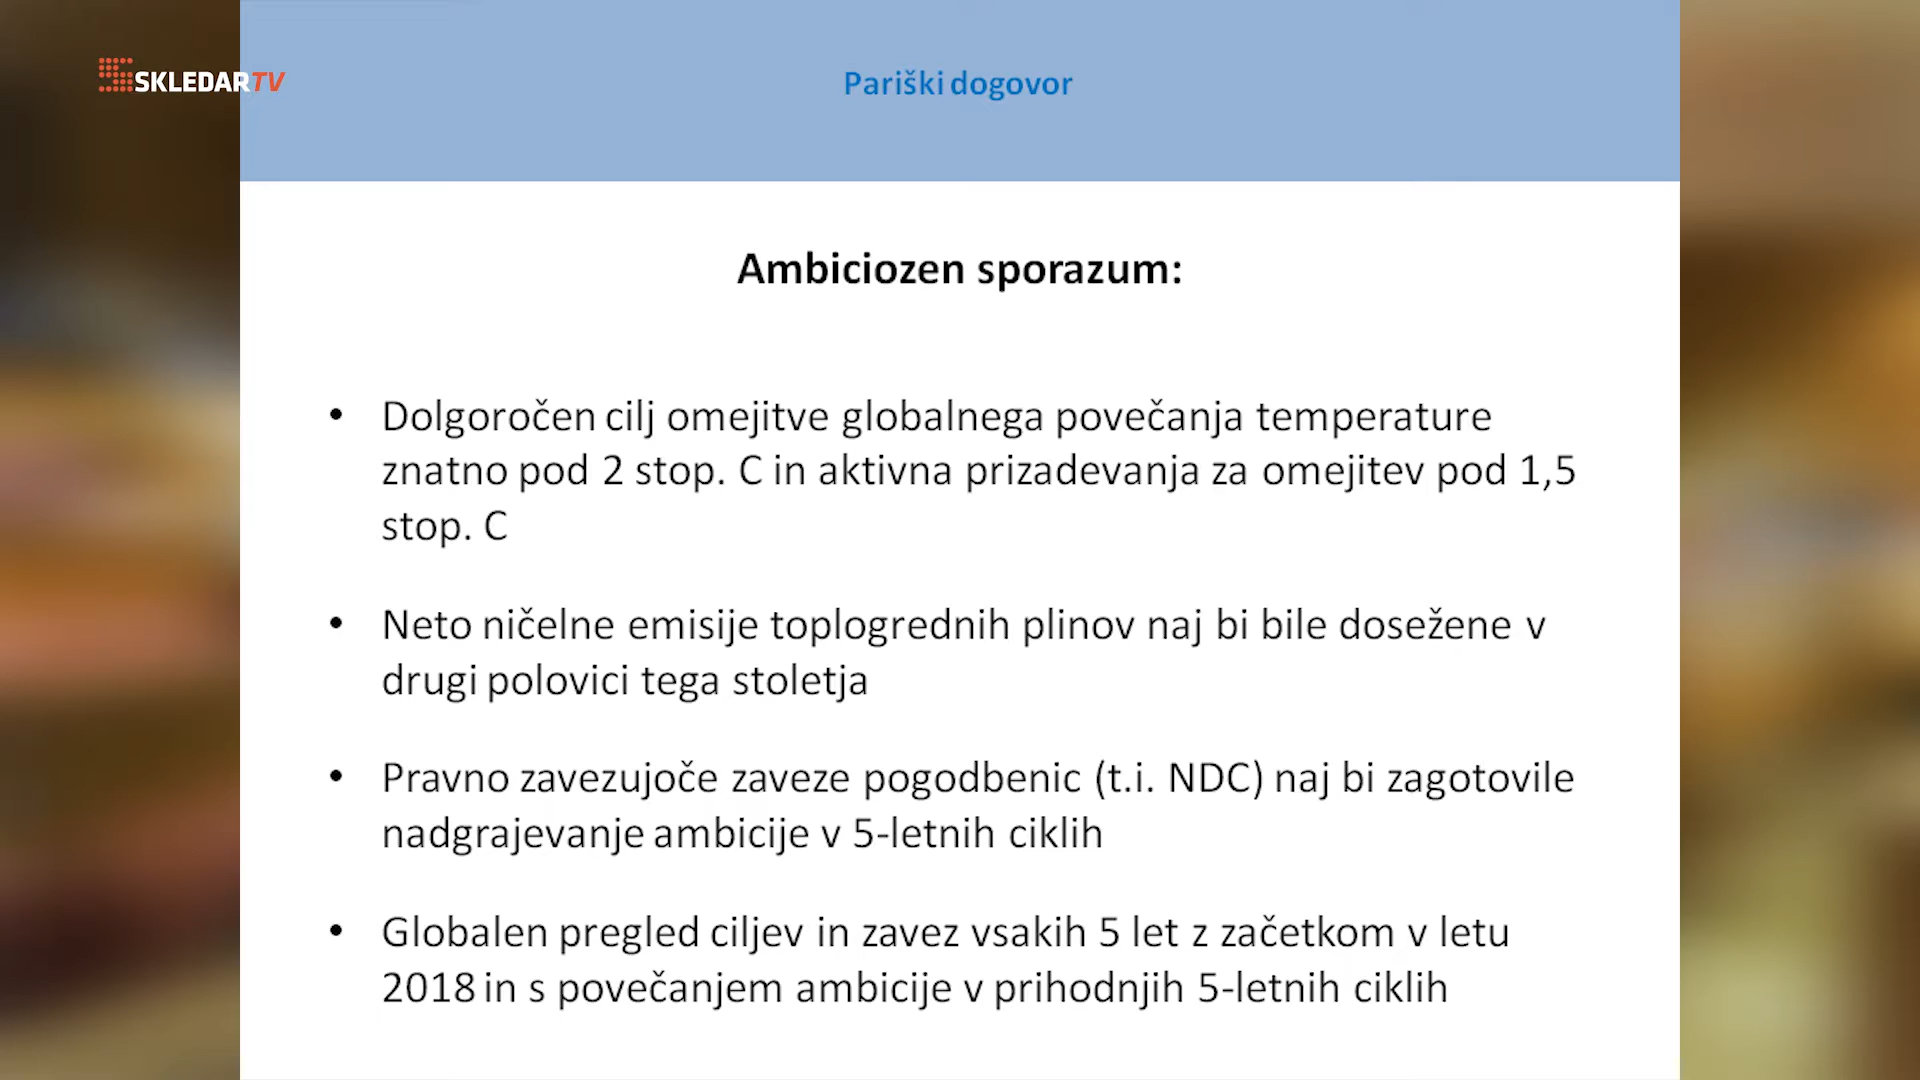 SKLEDARTV
Pariški dogovor
Ambiciozen sporazum:
• Dolgoročen cilj omejitve globalnega povečanja temperature
znatno pod 2 stop. C in aktivna prizadevanja za omejitev pod 1,5
stop. C
• Neto ničelne emisije toplogrednih plinov naj bi bile dosežene v
drugi polovici tega stoletja
• Pravno zavezujoče zaveze pogodbenic (t.i. NDC) naj bi zagotovile
nadgrajevanje ambicije v 5-letnih ciklih
• Globalen pregled ciljev in zavez vsakih 5 let z začetkom v letu
2018 in s povečanjem ambicije v prihodnjih 5-letnih ciklih